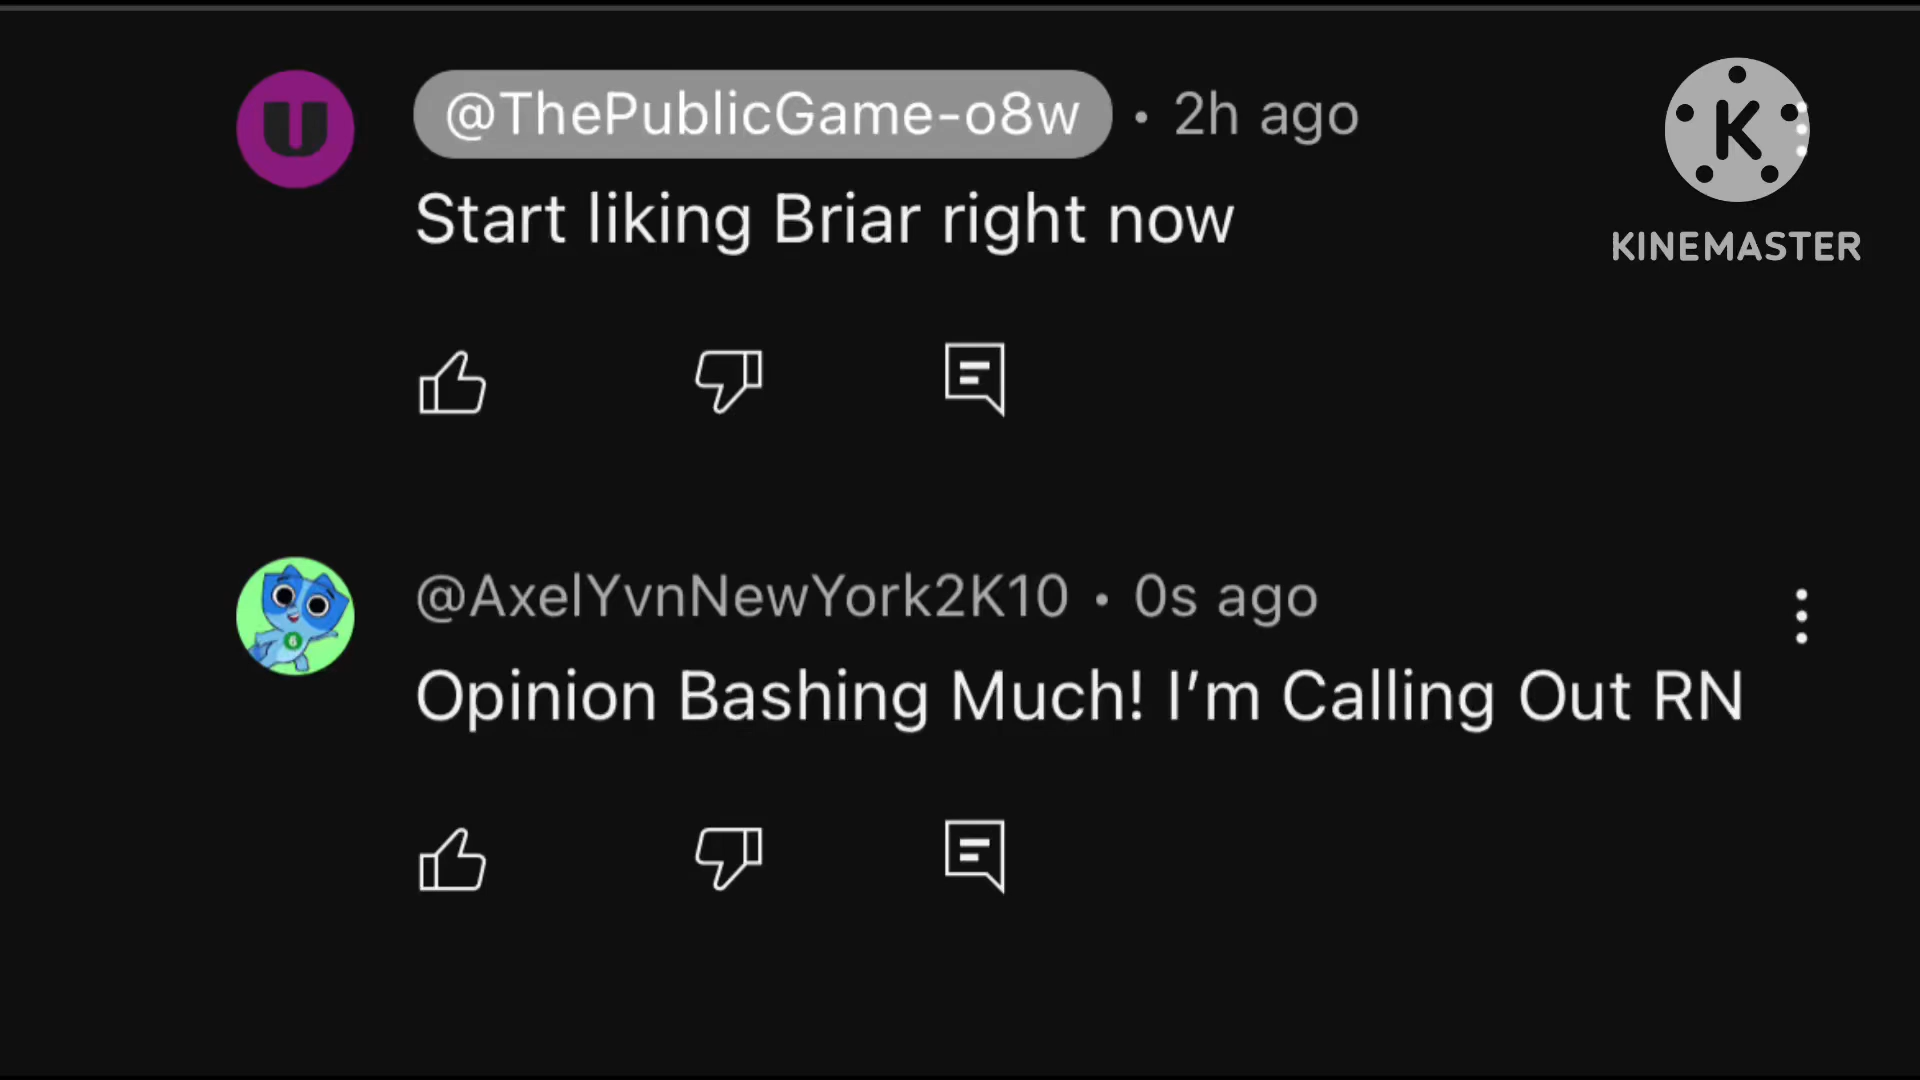 @ThePublicGame-o8w • 2h ago
Start liking Briar right now
K
KINEMASTER
@AxelYvnNewYork2K10 • 0s ago
Opinion Bashing Much! I’m Calling Out RN